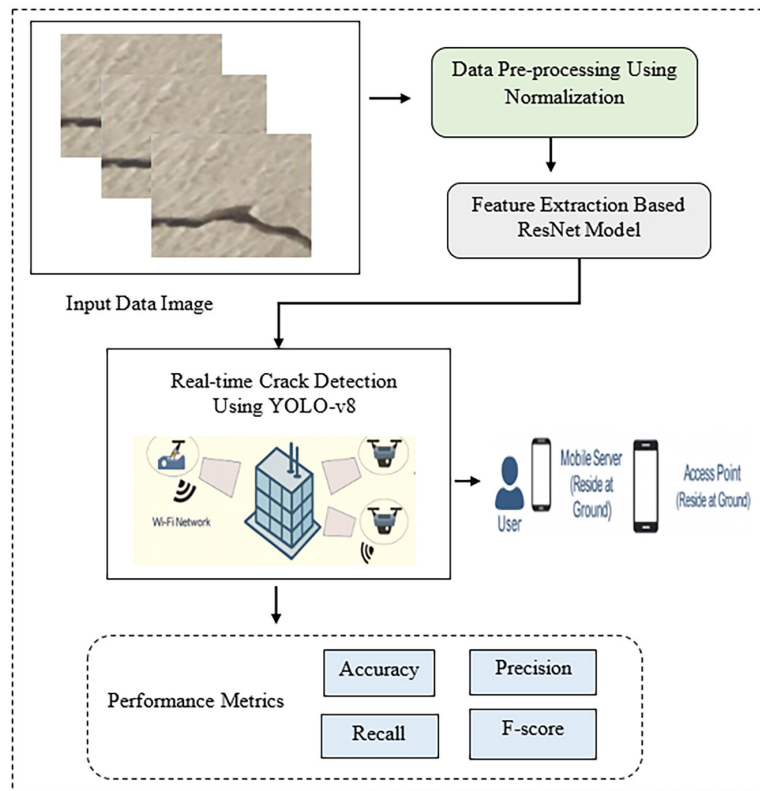 Data Pre-processing Using
Normalization
Feature Extraction Based
ResNet Model
Input Data Image
Real-time Crack Detection
Using YOLO-v8
Wi-Fi Network
User
Mobile Server
(Reside at
Ground)
Access Point
(Reside at Ground)
Performance Metrics
Accuracy
Precision
Recall
F-score